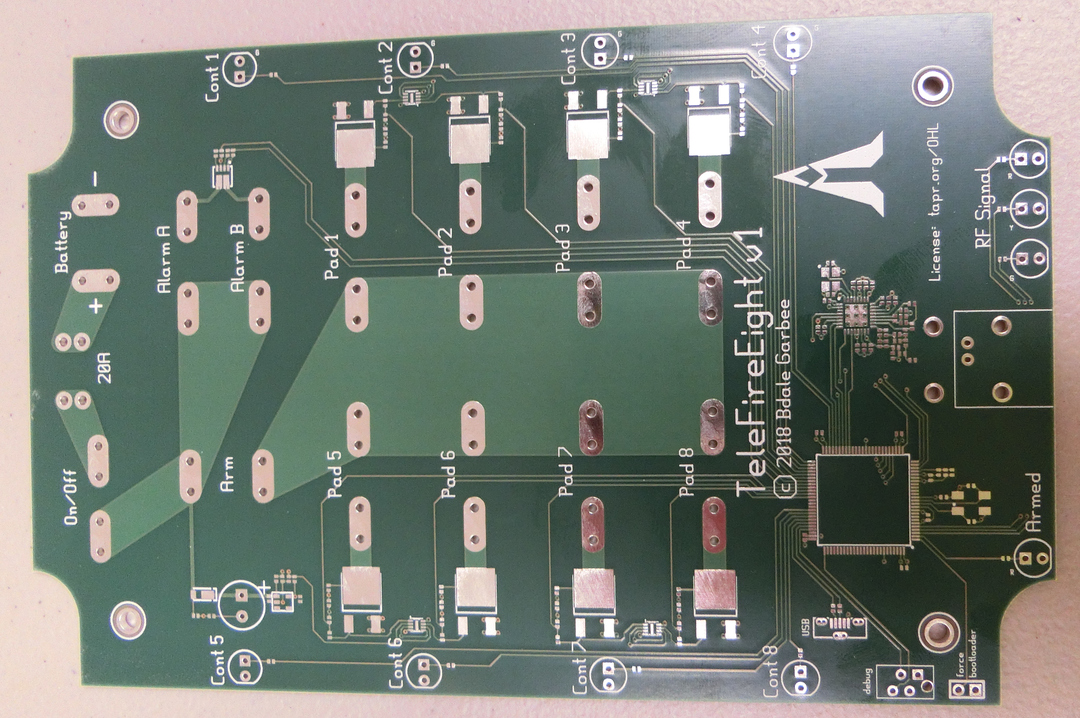 Cont 1
Cont 2
Cont 3
Cont 4
Battery
-
+
20A
On/Off
Alarm A
Alarm B
Arm
Pad 1
Pad 2
Pad 3
Pad 4
Pad 5
Pad 6
Pad 7
Pad 8
TeleFireEight v1
© 2018 Bdale Garbee
License: tapr.org/OHL
RF Signal
R
Y
G
Armed
R
+
Cont 5
Cont 6
Cont 7
Cont 8
USB
debug
force
bootloader